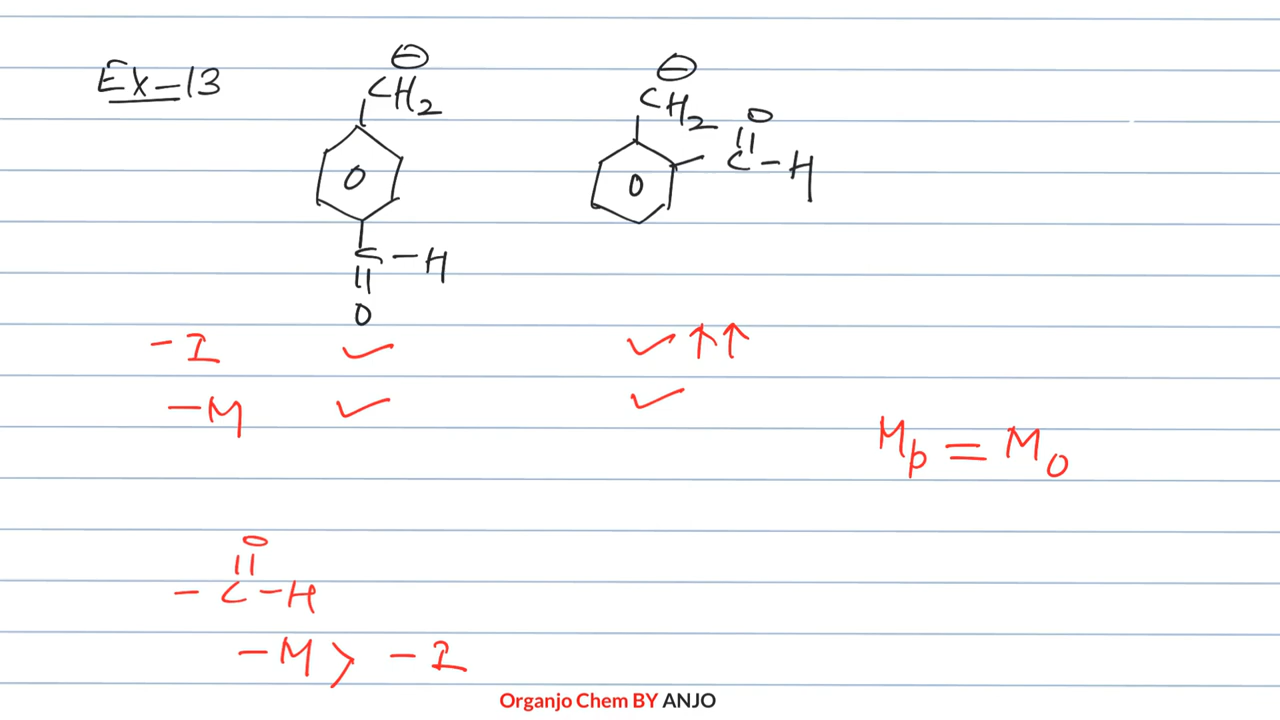 Ex-13
⊖ ⊖
CH2 CH2 O
C-H
O O
C-H
O
-I ✓ ✓↑↑
-M ✓ ✓
Mp = Mo
O
-C-H
-M > -I
Organjo Chem BY ANJO